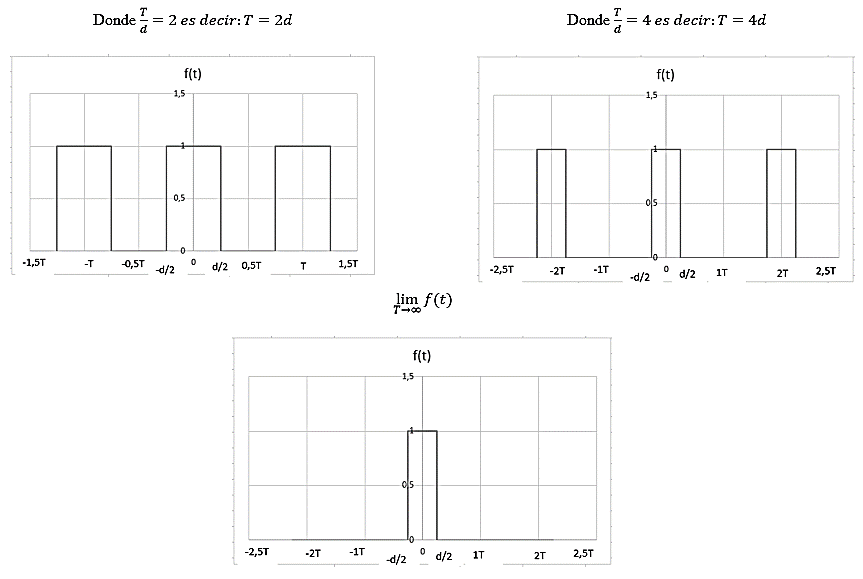 Donde T/d = 2 es decir: T = 2d
f(t)
1,5
1
0,5
0
-1,5T -T -0,5T -d/2 0 d/2 0,5T T 1,5T
Donde T/d = 4 es decir: T = 4d
f(t)
1,5
1
0,5
0
-2,5T -2T -1T -d/2 0 d/2 1T 2T 2,5T
lim T→∞ f(t)
f(t)
1,5
1
0,5
0
-2,5T -2T -1T -d/2 0 d/2 1T 2T 2,5T